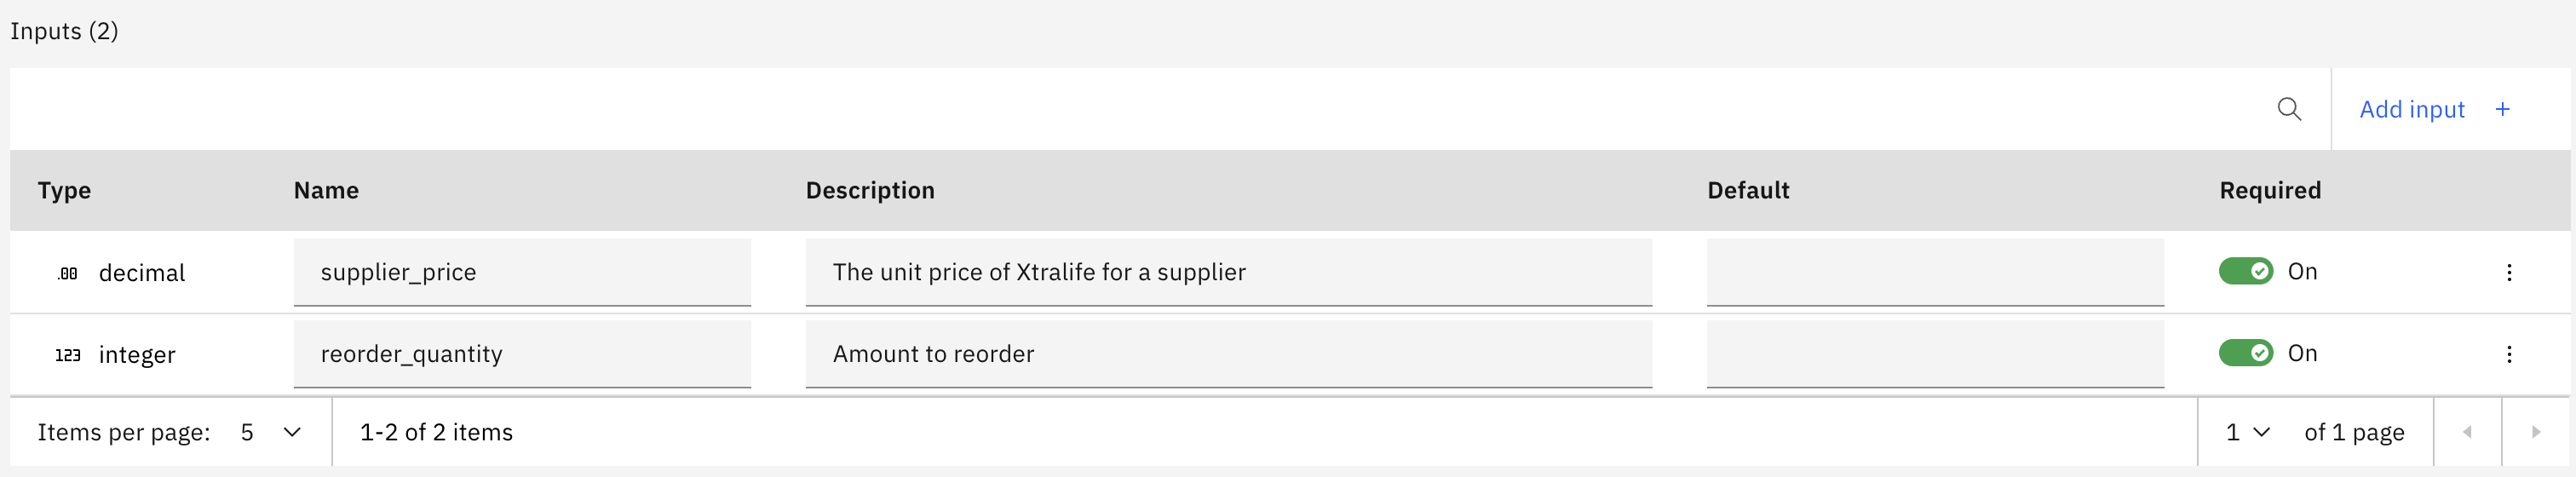 Inputs (2)
Add input +
Type Name Description Default Required
.00 decimal supplier_price The unit price of Xtralife for a supplier On
123 integer reorder_quantity Amount to reorder On
Items per page: 5 1-2 of 2 items 1 of 1 page